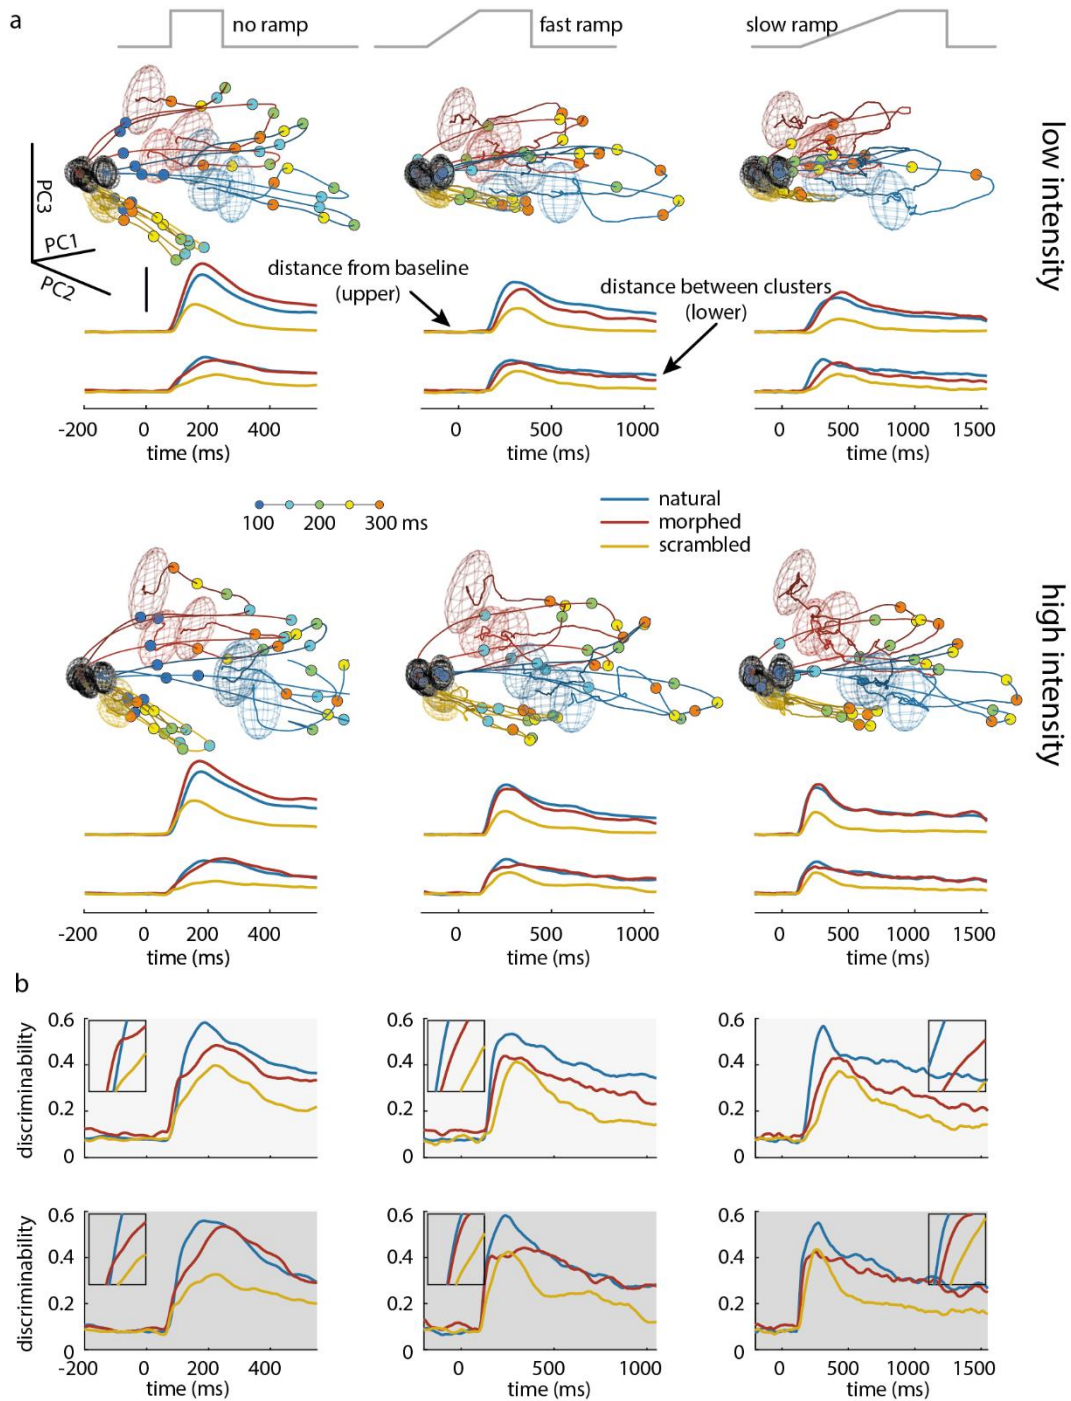 a
no ramp
fast ramp
slow ramp
low intensity
PC3
PC1
PC2
distance from baseline
(upper)
distance between clusters
(lower)
-200 0 200 400
time (ms)
0 500 1000
time (ms)
0 500 1000 1500
time (ms)
100 200 300 ms
natural
morphed
scrambled
high intensity
-200 0 200 400
time (ms)
0 500 1000
time (ms)
0 500 1000 1500
time (ms)
b
discriminability
0.6
0.4
0.2
0
0.6
0.4
0.2
0
0.6
0.4
0.2
0
discriminability
0.6
0.4
0.2
0
0.6
0.4
0.2
0
0.6
0.4
0.2
0
-200 0 200 400
time (ms)
0 500 1000
time (ms)
0 500 1000 1500
time (ms)